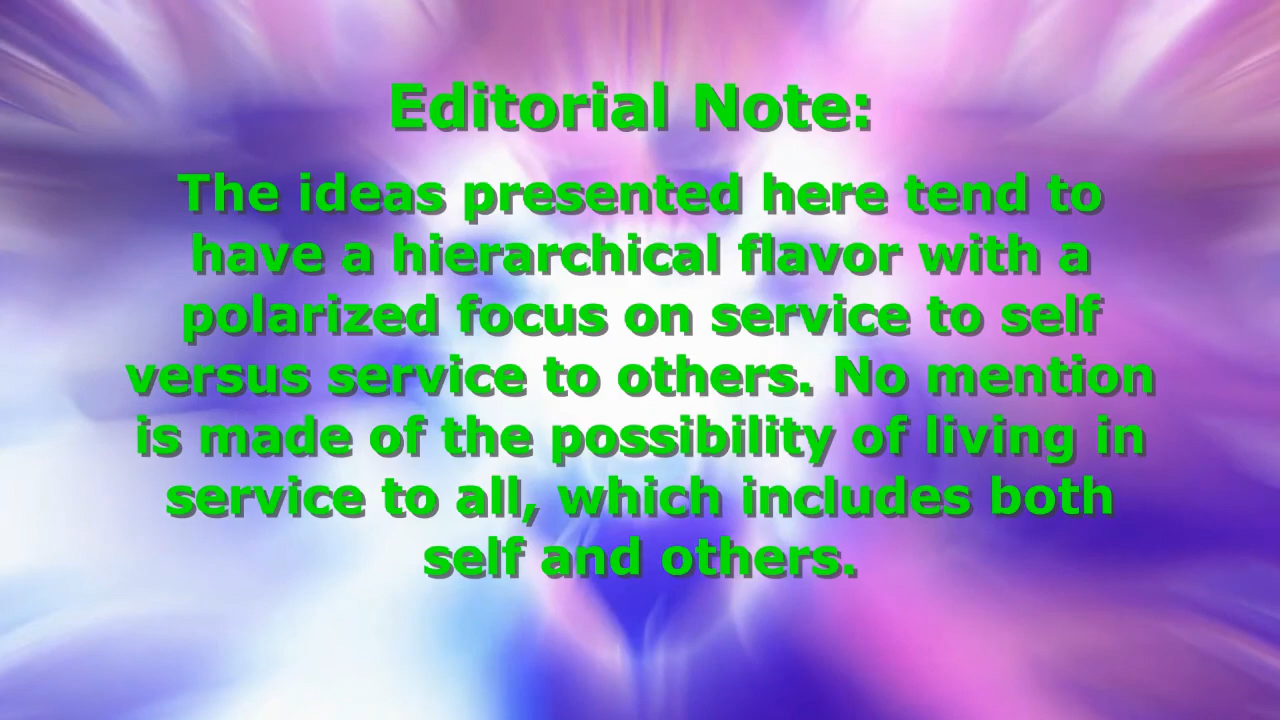 Editorial Note:
The ideas presented here tend to
have a hierarchical flavor with a
polarized focus on service to self
versus service to others. No mention
is made of the possibility of living in
service to all, which includes both
self and others.